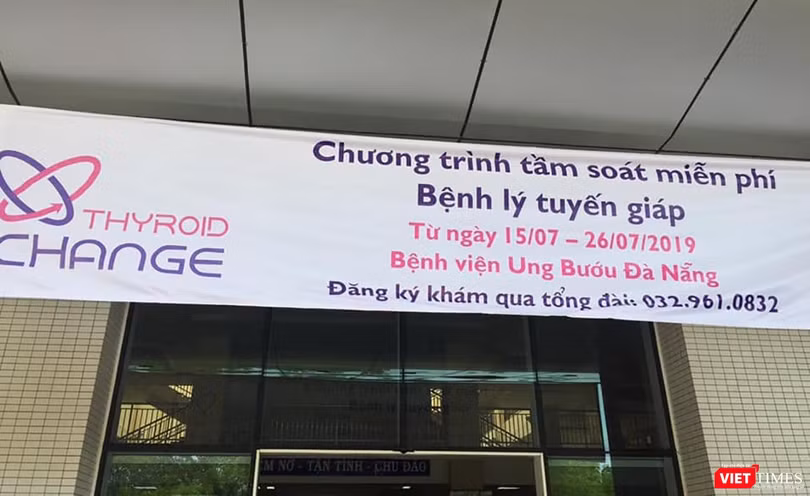 Chương trình tầm soát miễn phí
Bệnh lý tuyến giáp
Từ ngày 15/07 – 26/07/2019
Bệnh viện Ung Bướu Đà Nẵng
Đăng ký khám qua tổng đài: 032.961.0832
THYROID
CHANGE
NỞ - TẬN TÌNH - CHU ĐÁO
VIETTIMES